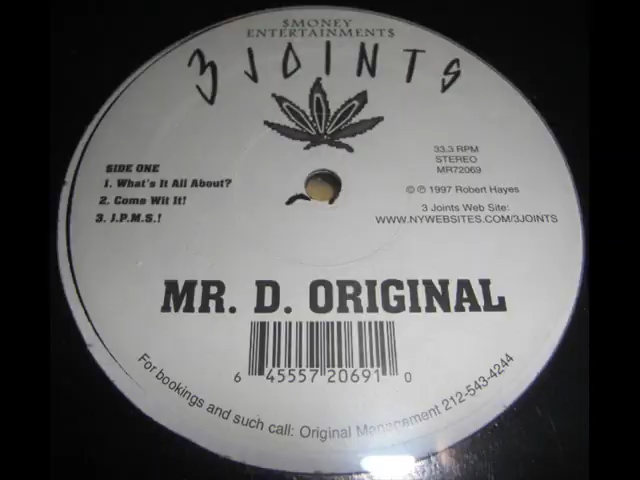 $MONEY
ENTERTAINMENT$
3 JOINTS
SIDE ONE
1. What's It All About?
2. Come Wit It!
3. J.P.M.S.!
33.3 RPM
STEREO
MR72069
© ℗ 1997 Robert Hayes
3 Joints Web Site:
WWW.NYWEBSITES.COM/3JOINTS
MR. D. ORIGINAL
6 45557 20691 0
For bookings and such call: Original Management 212-543-4244